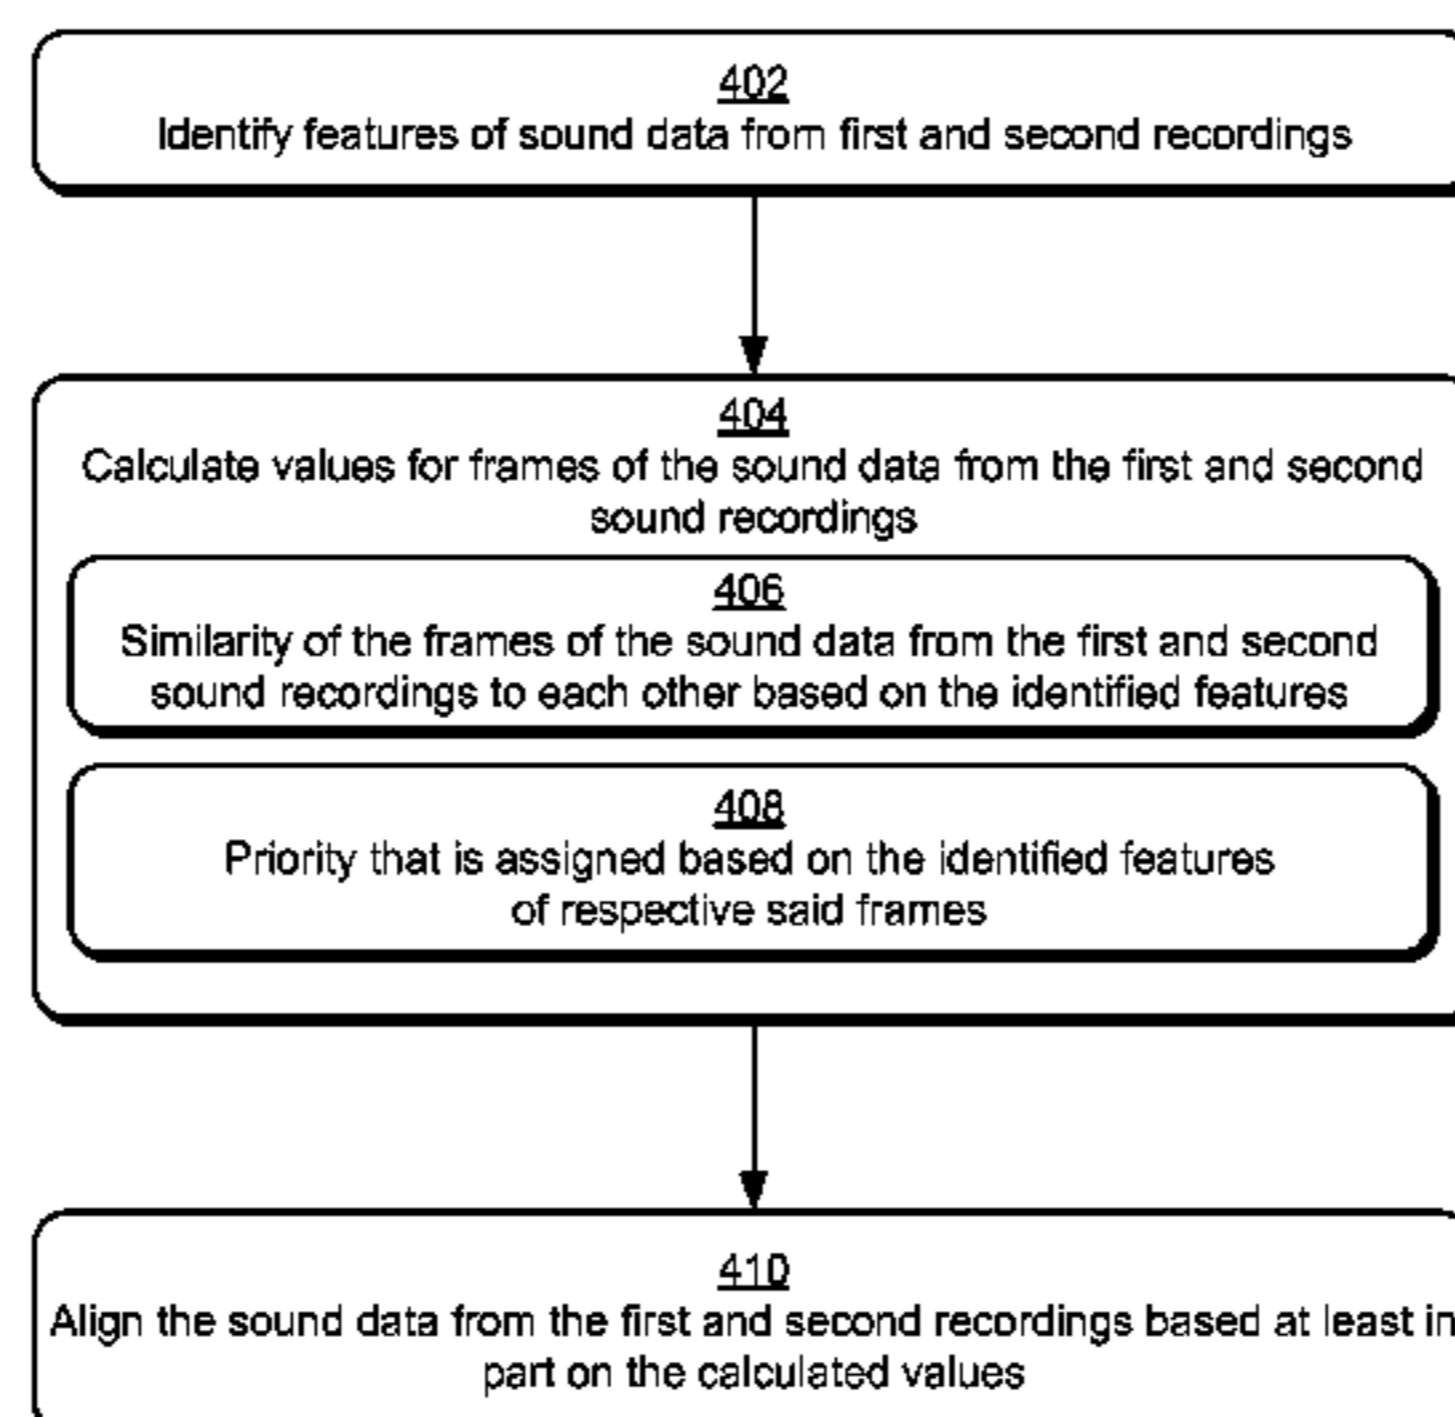 402
Identify features of sound data from first and second recordings
404
Calculate values for frames of the sound data from the first and second
sound recordings
406
Similarity of the frames of the sound data from the first and second
sound recordings to each other based on the identified features
408
Priority that is assigned based on the identified features
of respective said frames
410
Align the sound data from the first and second recordings based at least in
part on the calculated values